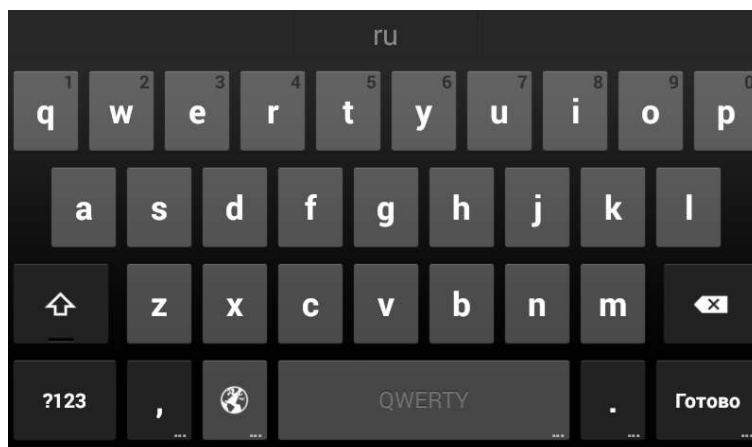 ru
1 2 3 4 5 6 7 8 9 0
q w e r t y u i o p
a s d f g h j k l
z x c v b n m
?123 , QWERTY . Готово